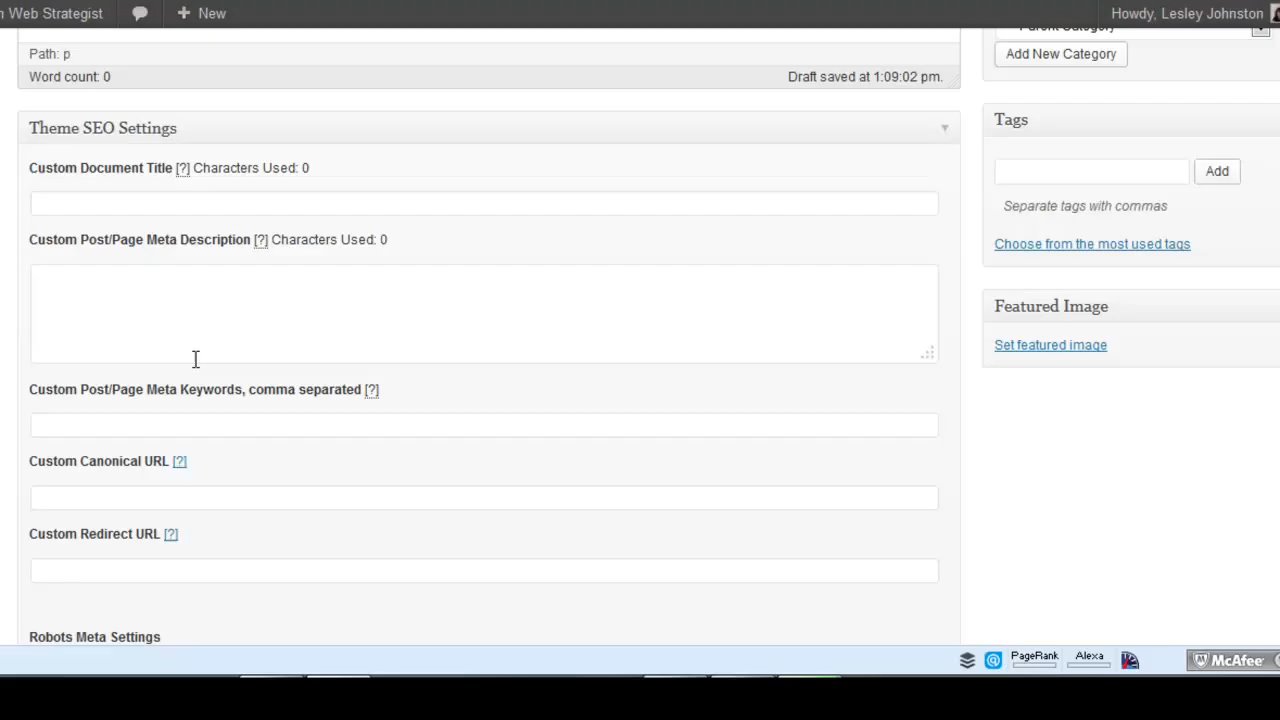 n Web Strategist
New
Howdy, Lesley Johnston
Path: p
Word count: 0
Draft saved at 1:09:02 pm.
Theme SEO Settings
Custom Document Title [?] Characters Used: 0
Custom Post/Page Meta Description [?] Characters Used: 0
Custom Post/Page Meta Keywords, comma separated [?]
Custom Canonical URL [?]
Custom Redirect URL [?]
Robots Meta Settings
Parent Category
Add New Category
Tags
Add
Separate tags with commas
Choose from the most used tags
Featured Image
Set featured image
PageRank
Alexa
McAfee